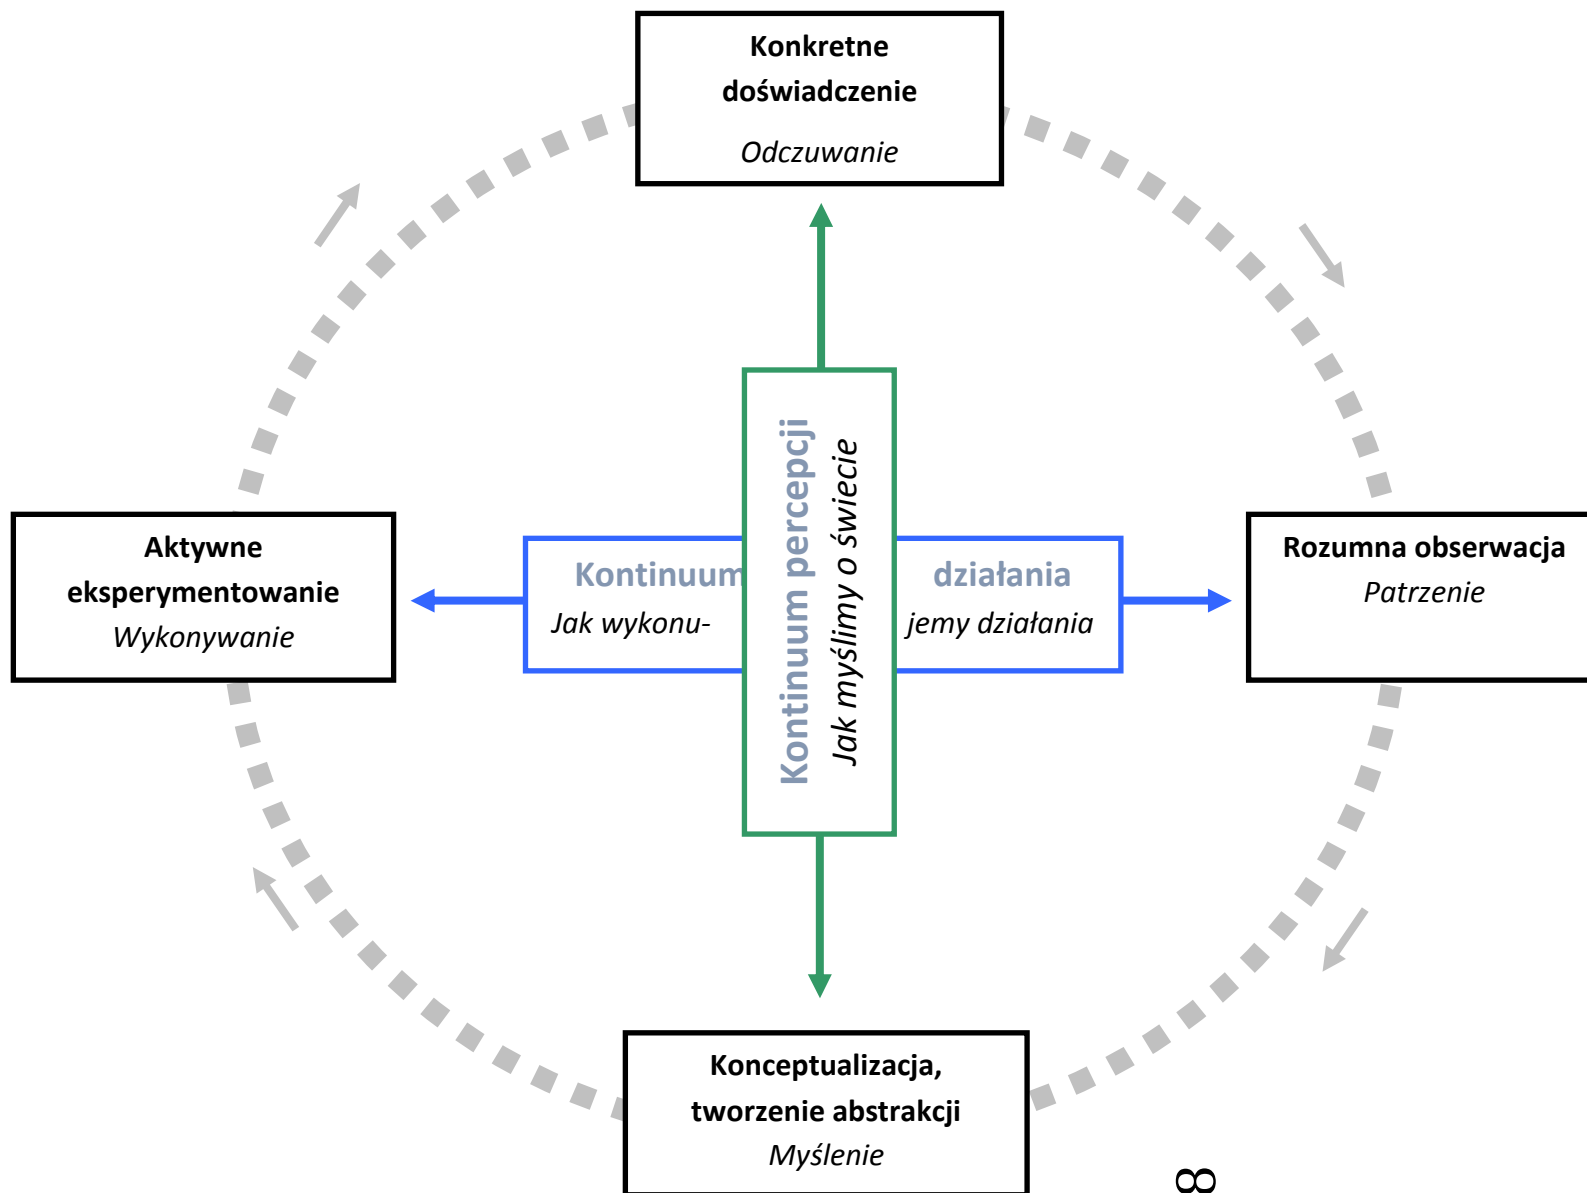 Konkretne
doświadczenie
Odczuwanie
Aktywne
eksperymentowanie
Wykonywanie
Kontinuum
Jak wykonu-
Kontinuum percepcji
Jak myślimy o świecie
działania
jemy działania
Rozumna obserwacja
Patrzenie
Konceptualizacja,
tworzenie abstrakcji
Myślenie
8